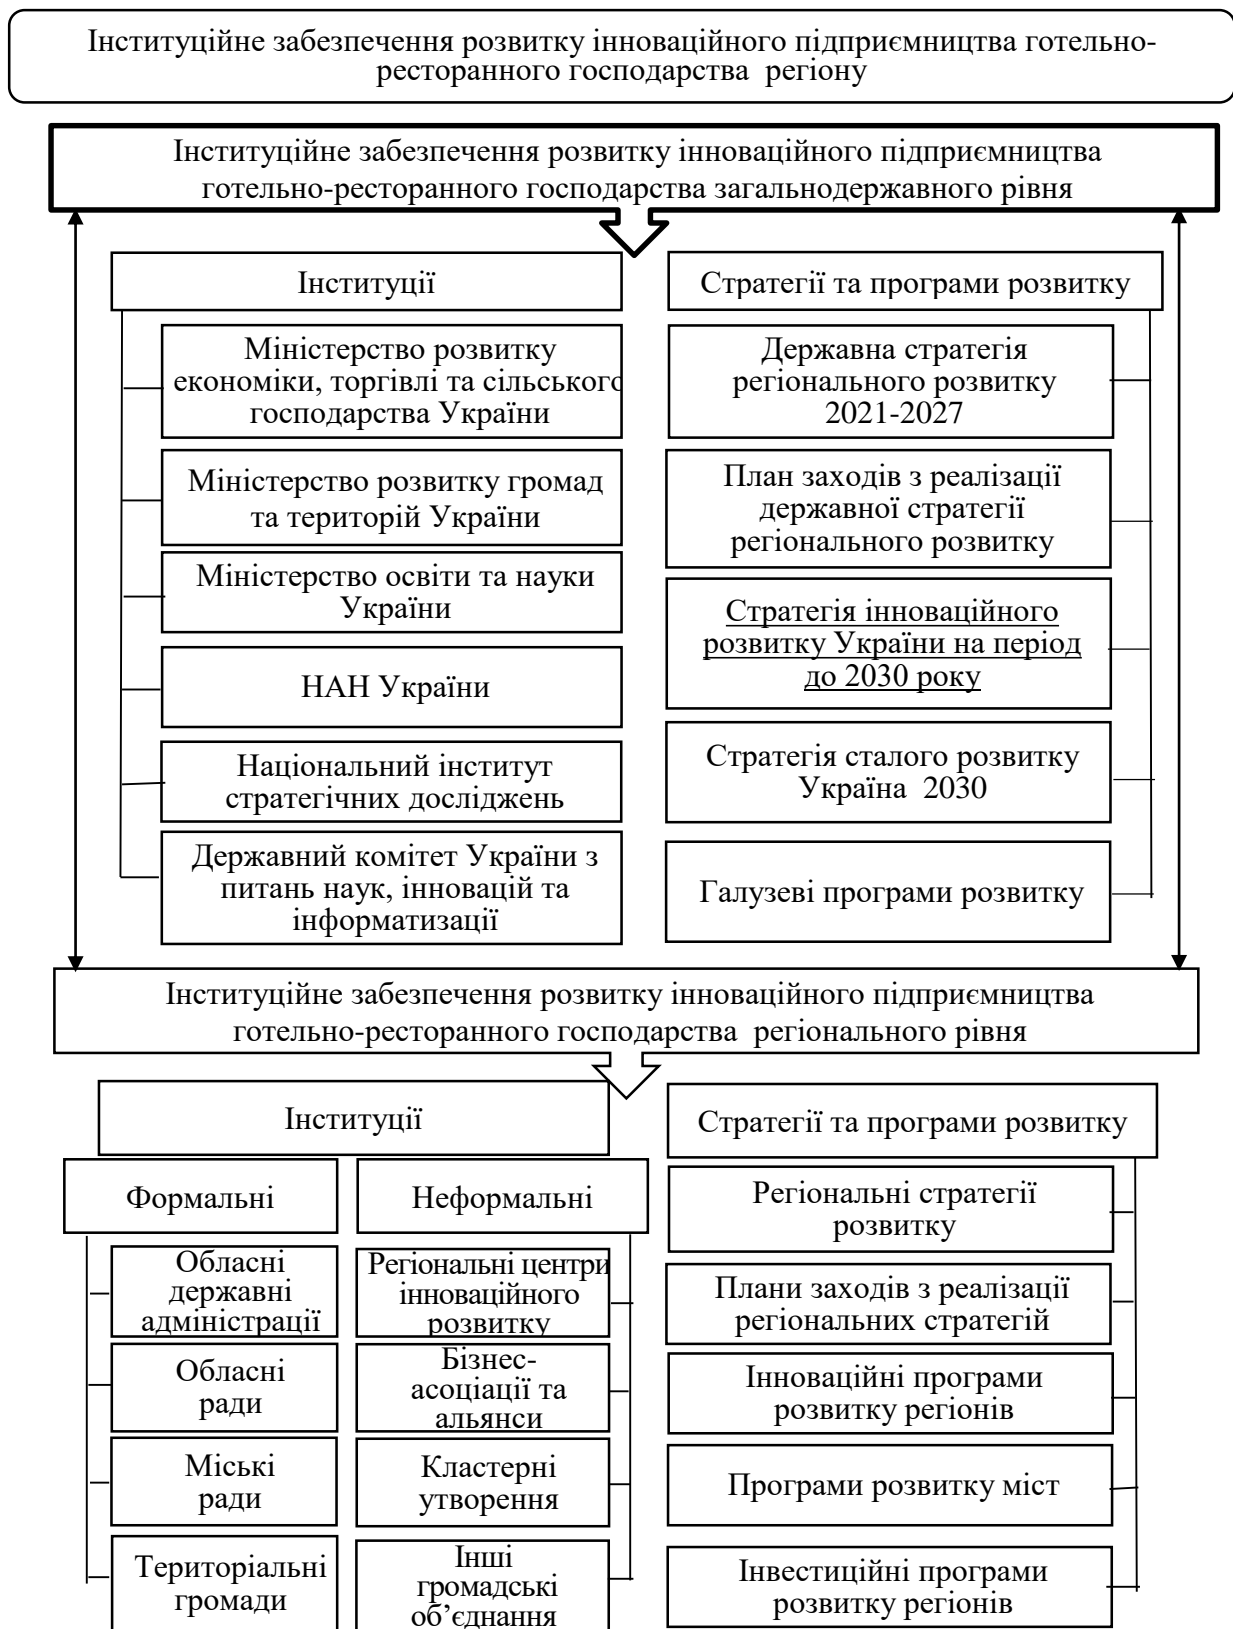 Інституційне забезпечення розвитку інноваційного підприємництва готельно-
ресторанного господарства регіону
Інституційне забезпечення розвитку інноваційного підприємництва
готельно-ресторанного господарства загальнодержавного рівня
Інституції
Міністерство розвитку
економіки, торгівлі та сільського
господарства України
Міністерство розвитку громад
та територій України
Міністерство освіти та науки
України
НАН України
Національний інститут
стратегічних досліджень
Державний комітет України з
питань наук, інновацій та
інформатизації
Стратегії та програми розвитку
Державна стратегія
регіонального розвитку
2021-2027
План заходів з реалізації
державної стратегії
регіонального розвитку
Стратегія інноваційного
розвитку України на період
до 2030 року
Стратегія сталого розвитку
Україна 2030
Галузеві програми розвитку
Інституційне забезпечення розвитку інноваційного підприємництва
готельно-ресторанного господарства регіонального рівня
Інституції
Формальні
Обласні
державні
адміністрації
Обласні
ради
Міські
ради
Територіальні
громади
Неформальні
Регіональні центри
інноваційного
розвитку
Бізнес-
асоціації та
альянси
Кластерні
утворення
Інші
громадські
об’єднання
Стратегії та програми розвитку
Регіональні стратегії
розвитку
Плани заходів з реалізації
регіональних стратегій
Інноваційні програми
розвитку регіонів
Програми розвитку міст
Інвестиційні програми
розвитку регіонів